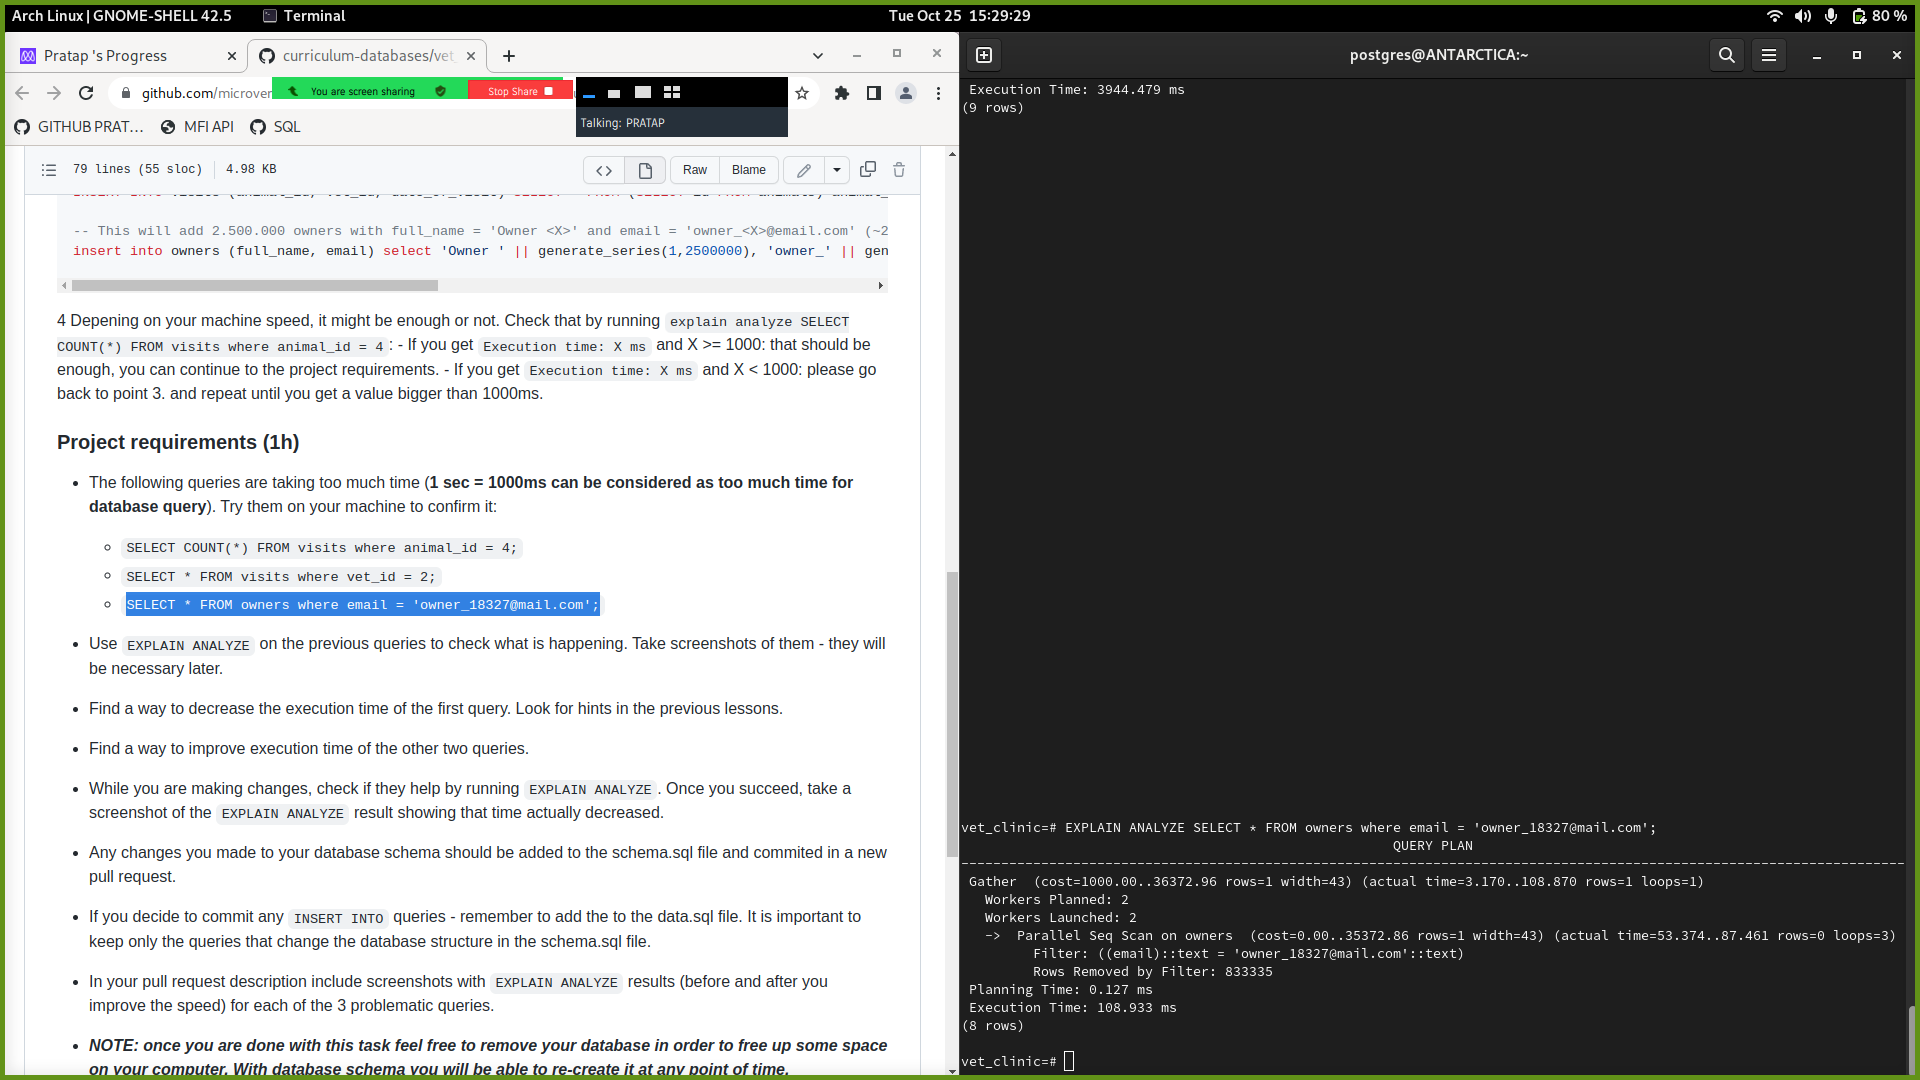 Arch Linux | GNOME-SHELL 42.5
Terminal
Tue Oct 25 15:29:29
80 %
Pratap 's Progress
curriculum-databases/vet_
github.com/microver
You are screen sharing
Stop Share
Talking: PRATAP
GITHUB PRAT...
MFI API
SQL
79 lines (55 sloc)
4.98 KB
Raw
Blame
-- This will add 2.500.000 owners with full_name = 'Owner <X>' and email = 'owner_<X>@email.com' (~2
insert into owners (full_name, email) select 'Owner ' || generate_series(1,2500000), 'owner_' || gen
4 Depening on your machine speed, it might be enough or not. Check that by running explain analyze SELECT
COUNT(*) FROM visits where animal_id = 4 : - If you get Execution time: X ms and X >= 1000: that should be
enough, you can continue to the project requirements. - If you get Execution time: X ms and X < 1000: please go
back to point 3. and repeat until you get a value bigger than 1000ms.
Project requirements (1h)
The following queries are taking too much time (1 sec = 1000ms can be considered as too much time for
database query). Try them on your machine to confirm it:
SELECT COUNT(*) FROM visits where animal_id = 4;
SELECT * FROM visits where vet_id = 2;
SELECT * FROM owners where email = 'owner_18327@mail.com';
Use EXPLAIN ANALYZE on the previous queries to check what is happening. Take screenshots of them - they will
be necessary later.
Find a way to decrease the execution time of the first query. Look for hints in the previous lessons.
Find a way to improve execution time of the other two queries.
While you are making changes, check if they help by running EXPLAIN ANALYZE . Once you succeed, take a
screenshot of the EXPLAIN ANALYZE result showing that time actually decreased.
Any changes you made to your database schema should be added to the schema.sql file and commited in a new
pull request.
If you decide to commit any INSERT INTO queries - remember to add the to the data.sql file. It is important to
keep only the queries that change the database structure in the schema.sql file.
In your pull request description include screenshots with EXPLAIN ANALYZE results (before and after you
improve the speed) for each of the 3 problematic queries.
NOTE: once you are done with this task feel free to remove your database in order to free up some space
on your computer. With database schema you will be able to re-create it at any point of time.
postgres@ANTARCTICA:~
Execution Time: 3944.479 ms
(9 rows)
vet_clinic=# EXPLAIN ANALYZE SELECT * FROM owners where email = 'owner_18327@mail.com';
QUERY PLAN
Gather (cost=1000.00..36372.96 rows=1 width=43) (actual time=3.170..108.870 rows=1 loops=1)
Workers Planned: 2
Workers Launched: 2
-> Parallel Seq Scan on owners (cost=0.00..35372.86 rows=1 width=43) (actual time=53.374..87.461 rows=0 loops=3)
Filter: ((email)::text = 'owner_18327@mail.com'::text)
Rows Removed by Filter: 833335
Planning Time: 0.127 ms
Execution Time: 108.933 ms
(8 rows)
vet_clinic=#